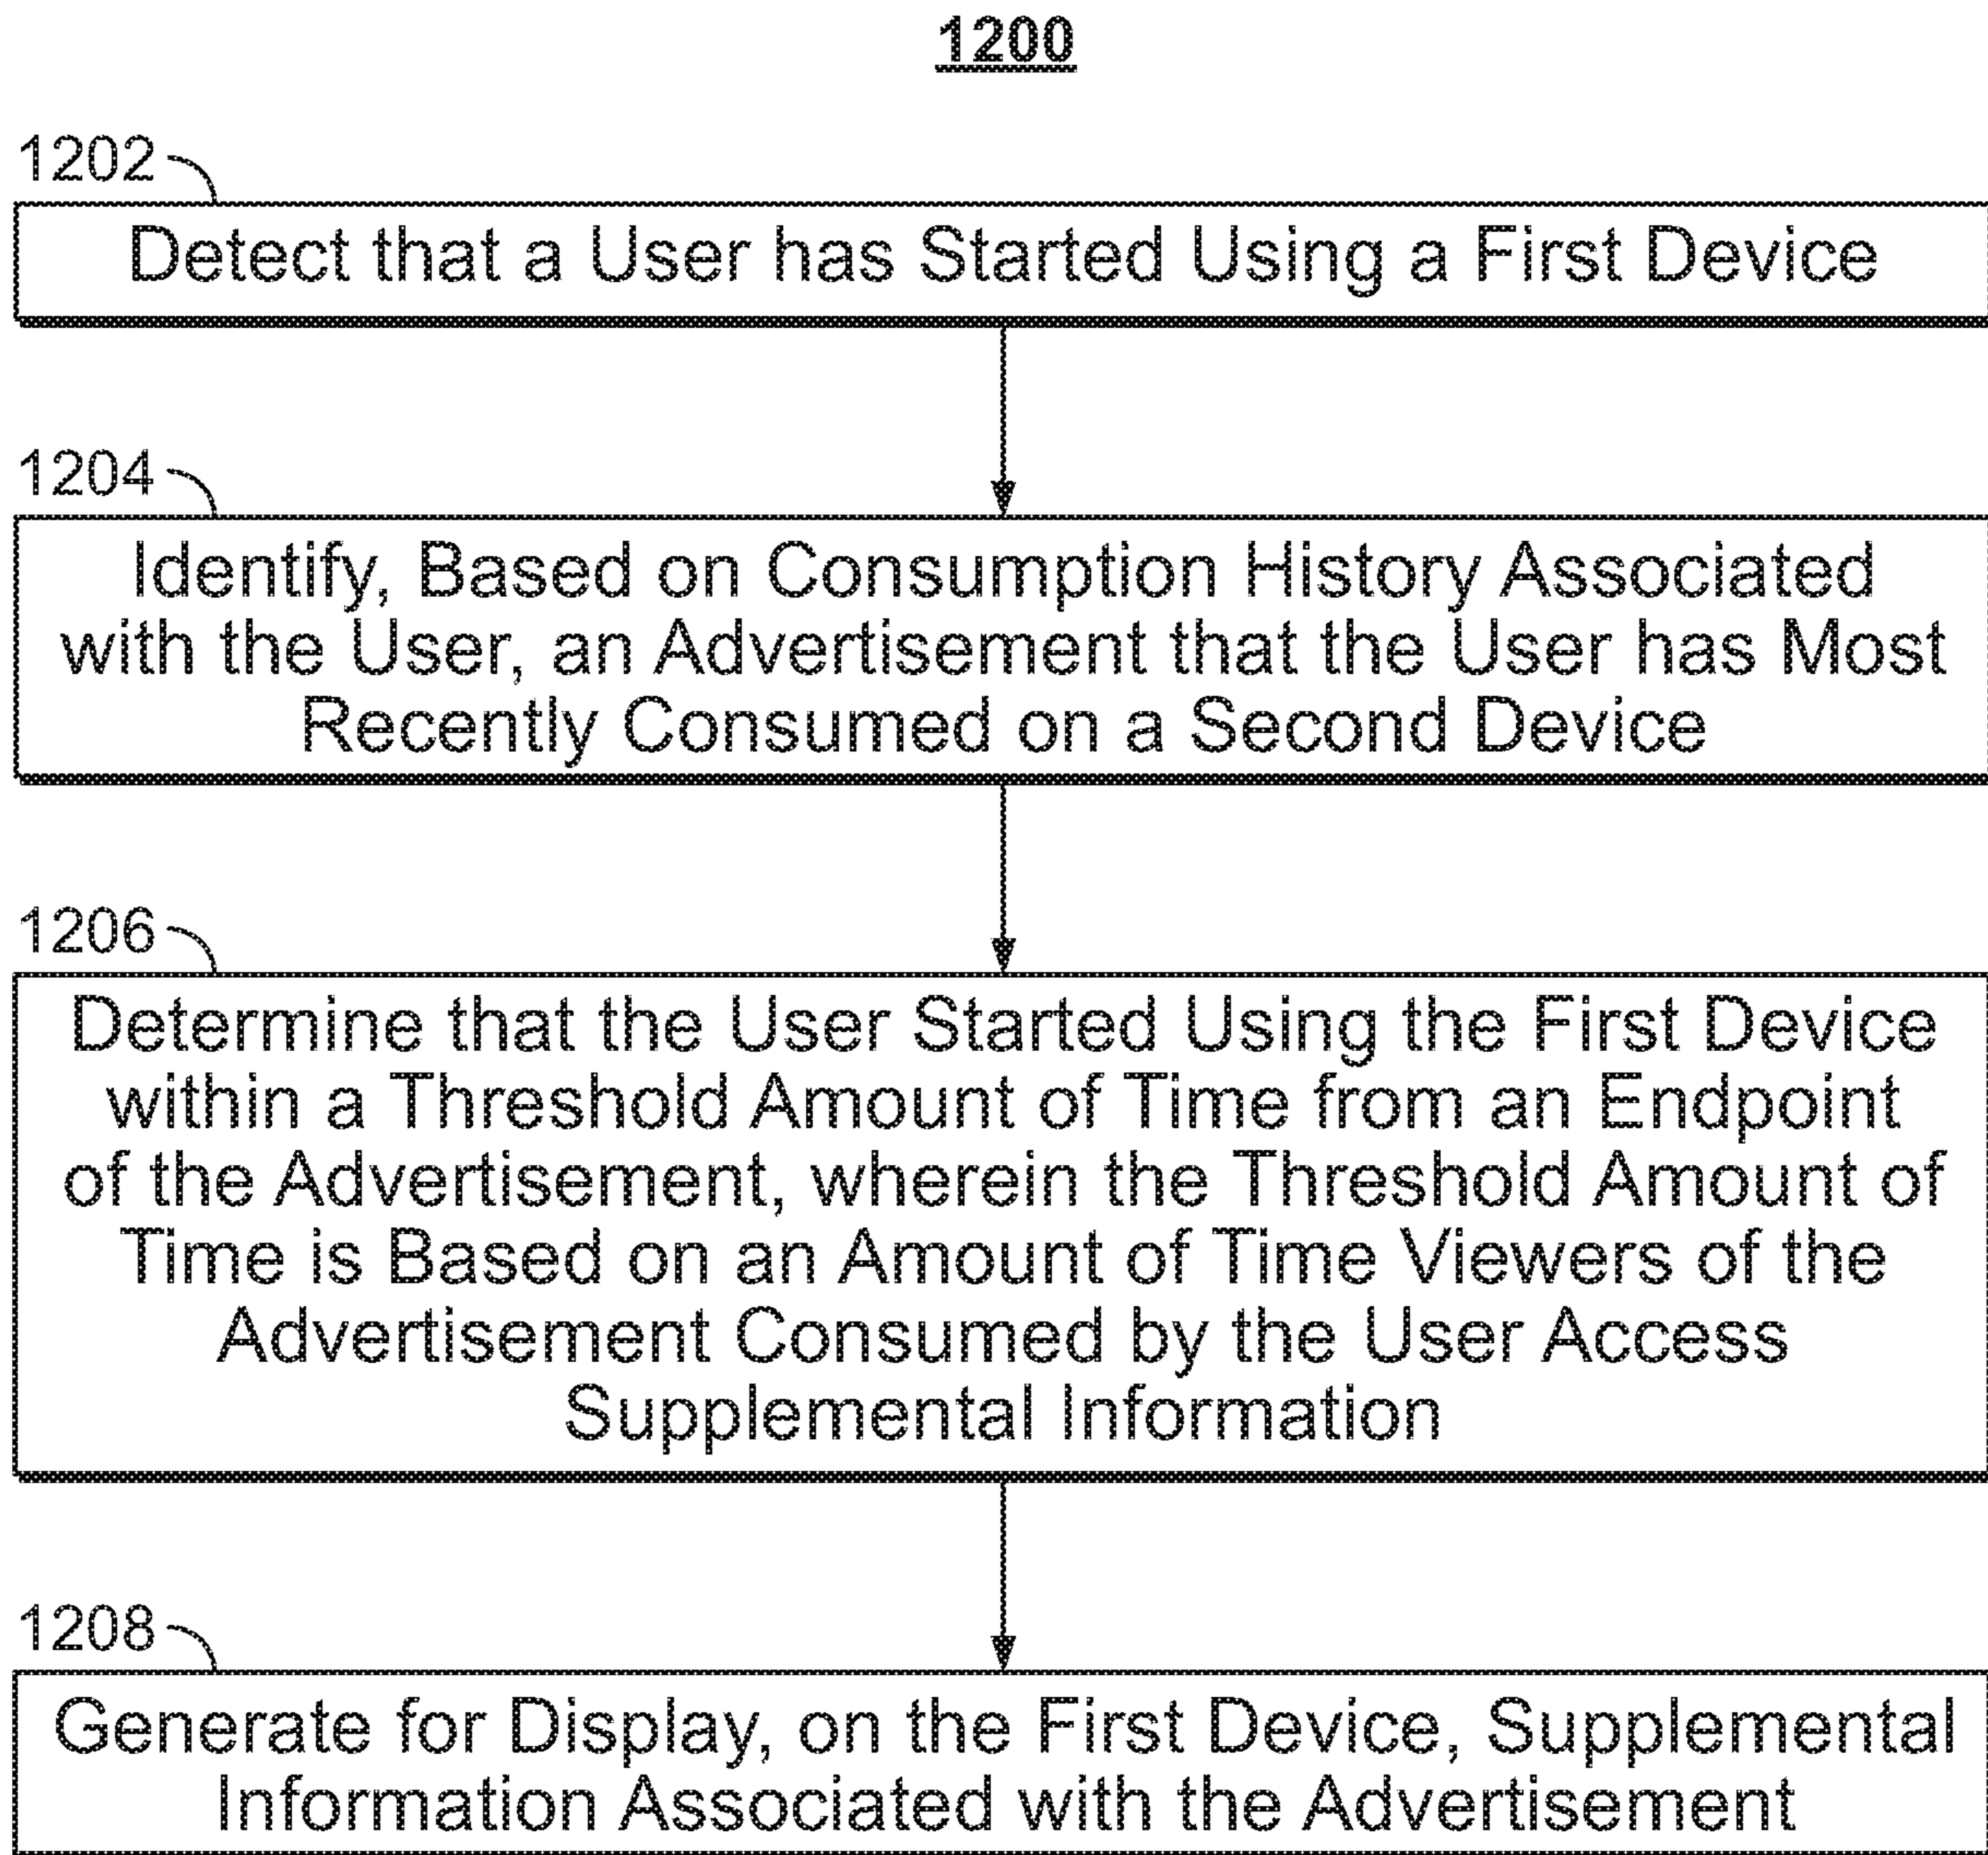 1200
1202
Detect that a User has Started Using a First Device
1204
Identify, Based on Consumption History Associated
with the User, an Advertisement that the User has Most
Recently Consumed on a Second Device
1206
Determine that the User Started Using the First Device
within a Threshold Amount of Time from an Endpoint
of the Advertisement, wherein the Threshold Amount of
Time is Based on an Amount of Time Viewers of the
Advertisement Consumed by the User Access
Supplemental Information
1208
Generate for Display, on the First Device, Supplemental
Information Associated with the Advertisement